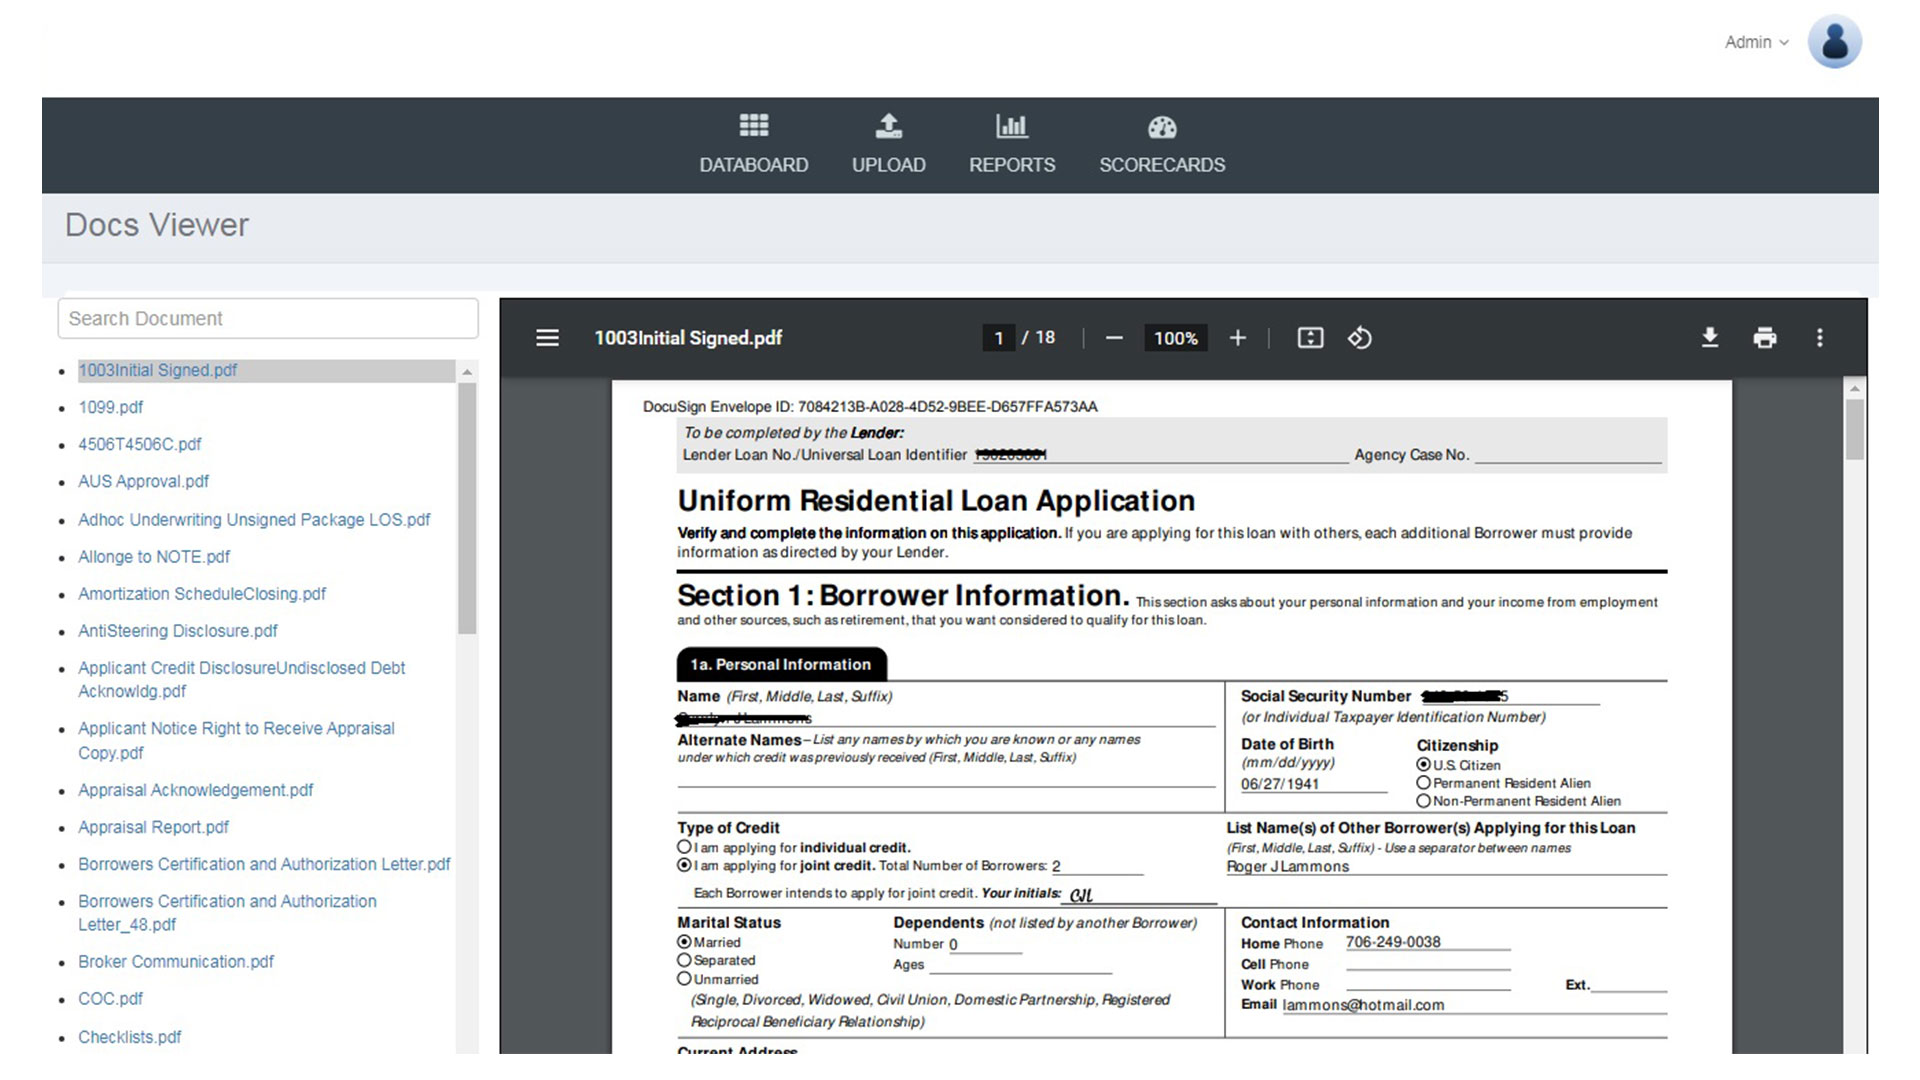 Admin
DATABOARD UPLOAD REPORTS SCORECARDS
Docs Viewer
Search Document
1003Initial Signed.pdf
1099.pdf
4506T4506C.pdf
AUS Approval.pdf
Adhoc Underwriting Unsigned Package LOS.pdf
Allonge to NOTE.pdf
Amortization ScheduleClosing.pdf
AntiSteering Disclosure.pdf
Applicant Credit DisclosureUndisclosed Debt
Acknowldg.pdf
Applicant Notice Right to Receive Appraisal
Copy.pdf
Appraisal Acknowledgement.pdf
Appraisal Report.pdf
Borrowers Certification and Authorization Letter.pdf
Borrowers Certification and Authorization
Letter_48.pdf
Broker Communication.pdf
COC.pdf
Checklists.pdf
1003Initial Signed.pdf 1 / 18 100%
DocuSign Envelope ID: 7084213B-A028-4D52-9BEE-D657FFA573AA
To be completed by the Lender:
Lender Loan No./Universal Loan Identifier Agency Case No.
Uniform Residential Loan Application
Verify and complete the information on this application. If you are applying for this loan with others, each additional Borrower must provide
information as directed by your Lender.
Section 1: Borrower Information. This section asks about your personal information and your income from employment
and other sources, such as retirement, that you want considered to qualify for this loan.
1a. Personal Information
Name (First, Middle, Last, Suffix)
Alternate Names – List any names by which you are known or any names
under which credit was previously received (First, Middle, Last, Suffix)
Social Security Number
(or Individual Taxpayer Identification Number)
Date of Birth
(mm/dd/yyyy)
06/27/1941
Citizenship
U.S. Citizen
Permanent Resident Alien
Non-Permanent Resident Alien
Type of Credit
I am applying for individual credit.
I am applying for joint credit. Total Number of Borrowers: 2
Each Borrower intends to apply for joint credit. Your initials: CJL
List Name(s) of Other Borrower(s) Applying for this Loan
(First, Middle, Last, Suffix) - Use a separator between names
Roger J Lammons
Marital Status
Married
Separated
Unmarried
(Single, Divorced, Widowed, Civil Union, Domestic Partnership, Registered
Reciprocal Beneficiary Relationship)
Dependents (not listed by another Borrower)
Number 0
Ages
Contact Information
Home Phone 706-249-0038
Cell Phone
Work Phone Ext.
Email lammons@hotmail.com
Current Address